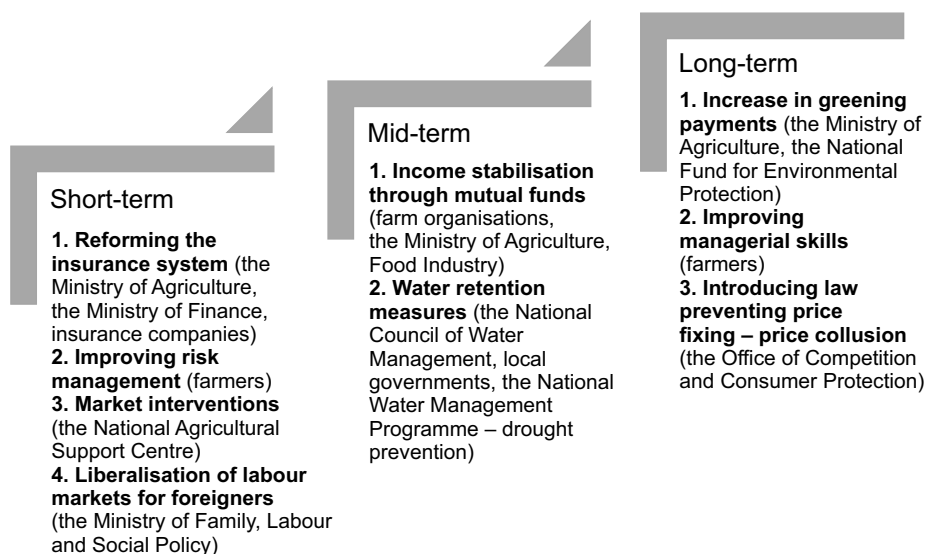 Short-term
1. Reforming the
insurance system (the
Ministry of Agriculture,
the Ministry of Finance,
insurance companies)
2. Improving risk
management (farmers)
3. Market interventions
(the National Agricultural
Support Centre)
4. Liberalisation of labour
markets for foreigners
(the Ministry of Family, Labour
and Social Policy)
Mid-term
1. Income stabilisation
through mutual funds
(farm organisations,
the Ministry of Agriculture,
Food Industry)
2. Water retention
measures (the National
Council of Water
Management, local
governments, the National
Water Management
Programme – drought
prevention)
Long-term
1. Increase in greening
payments (the Ministry of
Agriculture, the National
Fund for Environmental
Protection)
2. Improving
managerial skills
(farmers)
3. Introducing law
preventing price
fixing – price collusion
(the Office of Competition
and Consumer Protection)